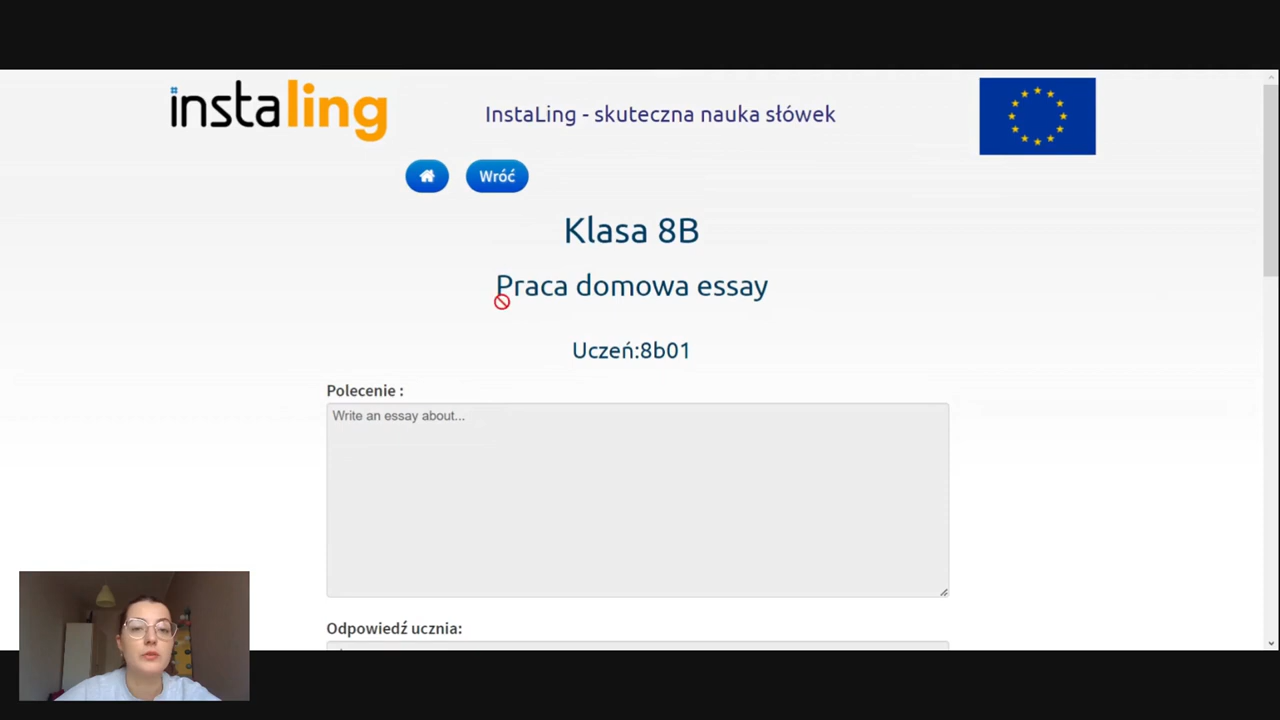 instaling
InstaLing - skuteczna nauka słówek
Wróć
Klasa 8B
Praca domowa essay
Uczeń:8b01
Polecenie :
Write an essay about...
Odpowiedź ucznia: